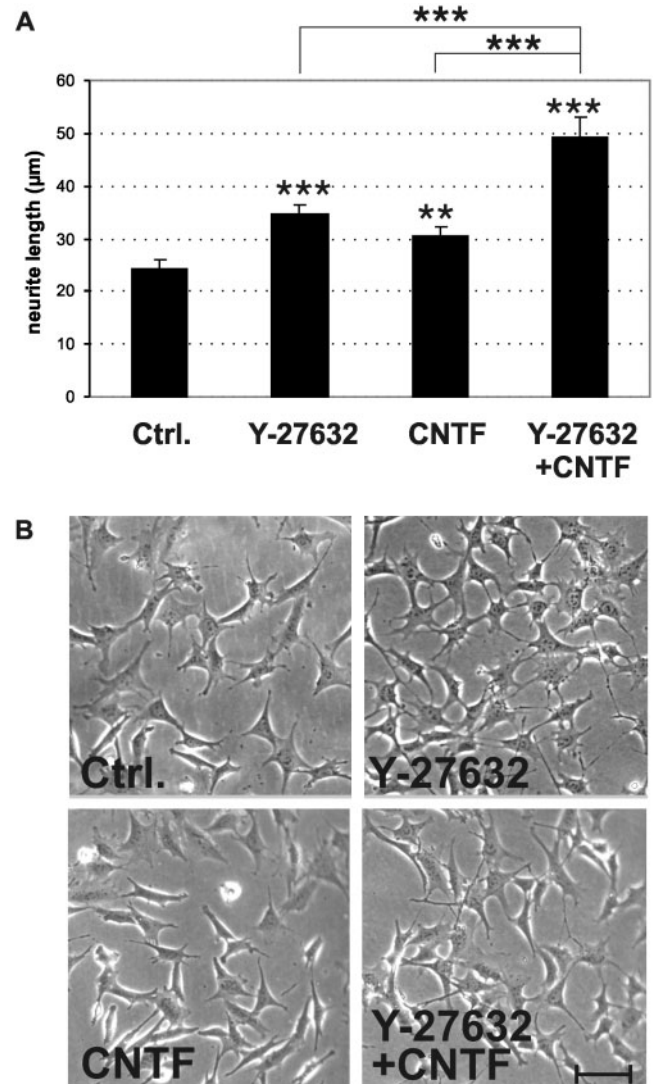 A
***
***
60
50
40
30
20
10
0
neurite length (µm)
***
**
***
Ctrl.
Y-27632
CNTF
Y-27632
+CNTF
B
Ctrl.
Y-27632
CNTF
Y-27632
+CNTF